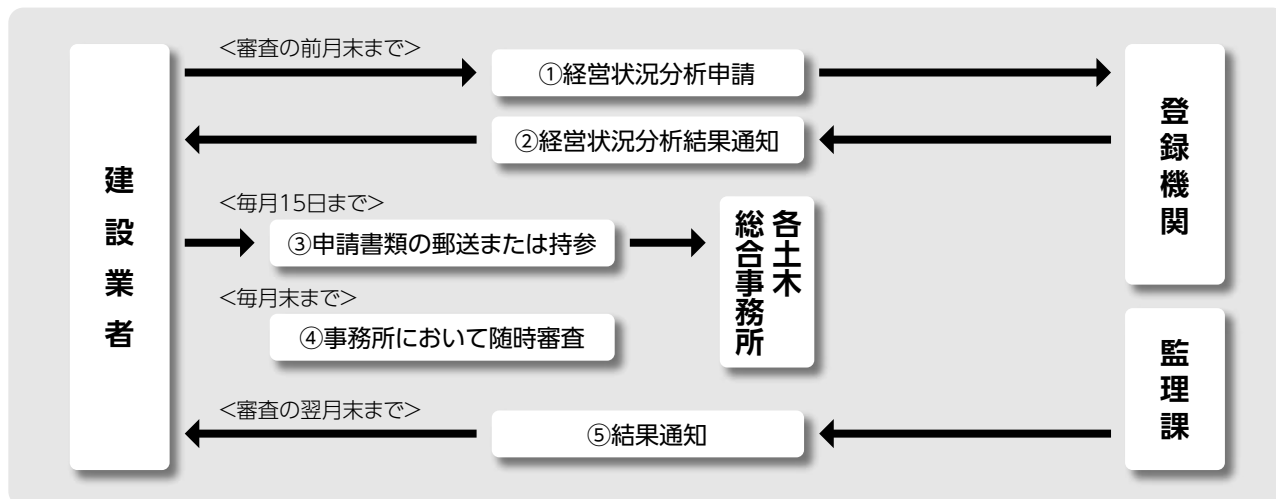 建設業者
<審査の前月末まで>
①経営状況分析申請
②経営状況分析結果通知
登録機関
<毎月15日まで>
③申請書類の郵送または持参
各土木
総合事務所
<毎月末まで>
④事務所において随時審査
<審査の翌月末まで>
⑤結果通知
監理課